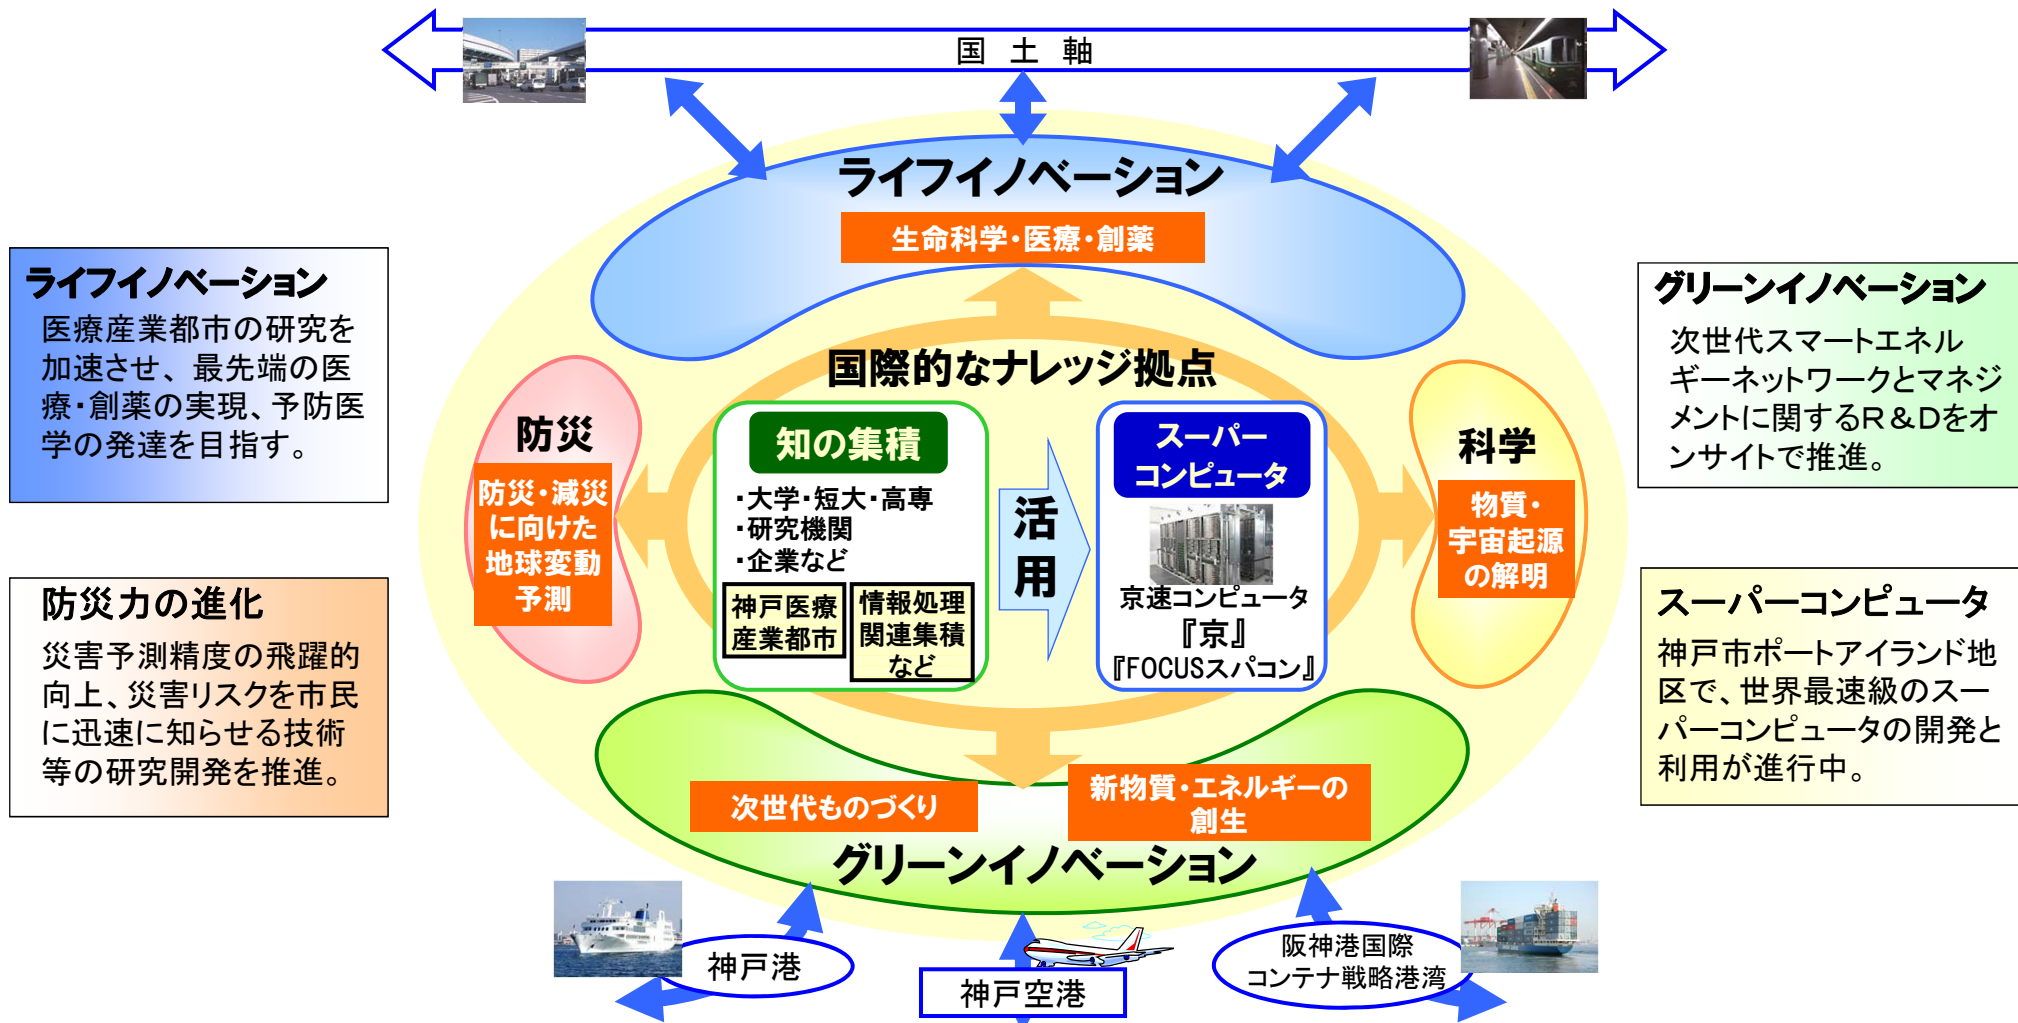 国土軸
ライフイノベーション
生命科学・医療・創薬
ライフイノベーション
医療産業都市の研究を
加速させ、最先端の医
療・創薬の実現、予防医
学の発達を目指す。
グリーンイノベーション
次世代スマートエネル
ギーネットワークとマネジ
メントに関するR&Dをオ
ンサイトで推進。
国際的なナレッジ拠点
防災
防災・減災
に向けた
地球変動
予測
知の集積
・大学・短大・高専
・研究機関
・企業など
神戸医療
産業都市
情報処理
関連集積
など
活
用
スーパー
コンピュータ
京速コンピュータ
『京』
『FOCUSスパコン』
科学
物質・
宇宙起源
の解明
防災力の進化
災害予測精度の飛躍的
向上、災害リスクを市民
に迅速に知らせる技術
等の研究開発を推進。
スーパーコンピュータ
神戸市ポートアイランド地
区で、世界最速級のスー
パーコンピュータの開発と
利用が進行中。
次世代ものづくり
新物質・エネルギーの
創生
グリーンイノベーション
神戸港
神戸空港
阪神港国際
コンテナ戦略港湾